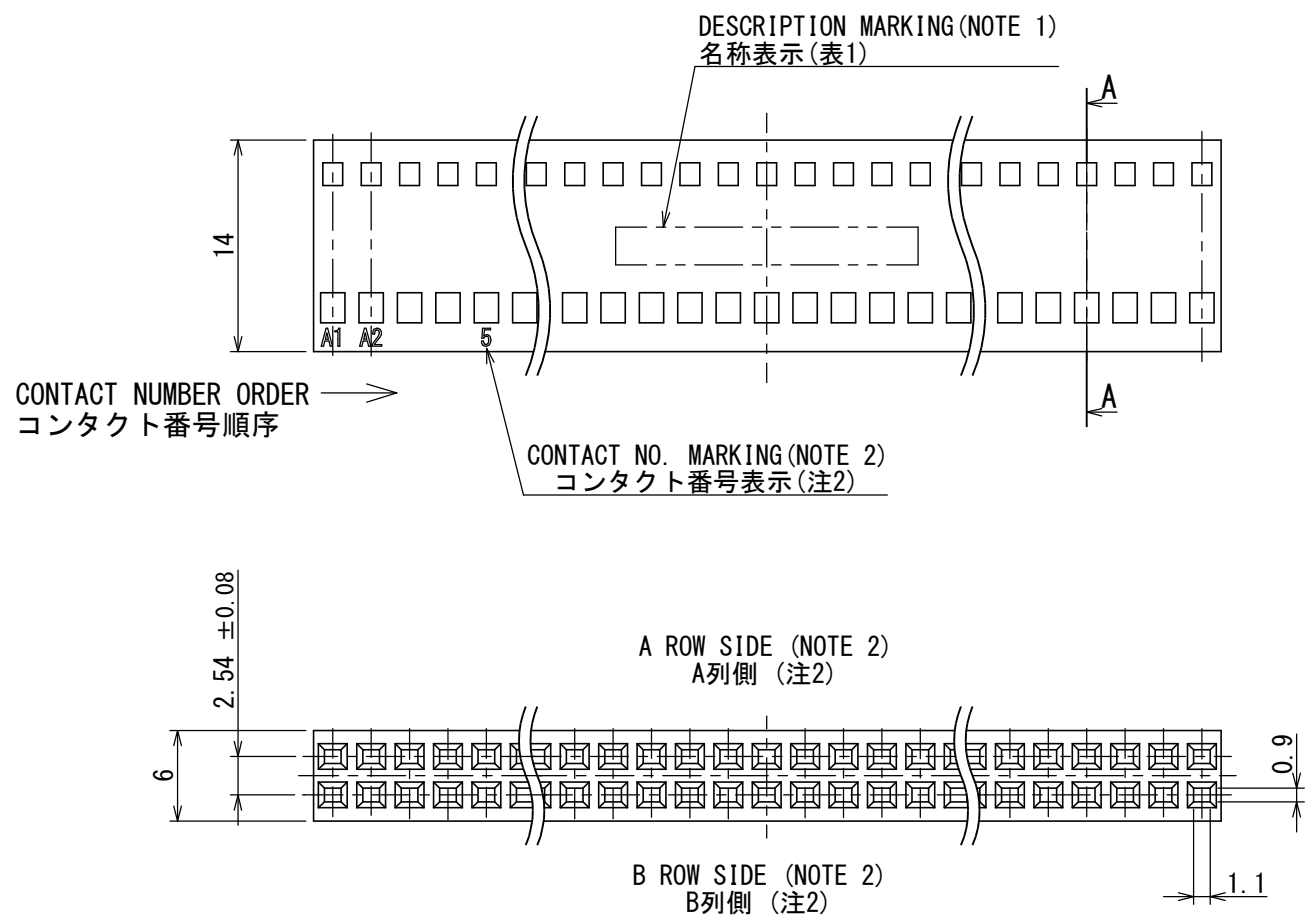 DESCRIPTION MARKING(NOTE 1)
名称表示(表1)
A
14
A1 A2 5
CONTACT NUMBER ORDER
コンタクト番号順序
A
CONTACT NO. MARKING(NOTE 2)
コンタクト番号表示(注2)
2.54 ±0.08
A ROW SIDE (NOTE 2)
A列側 (注2)
6
0.9
B ROW SIDE (NOTE 2)
B列側 (注2)
1.1